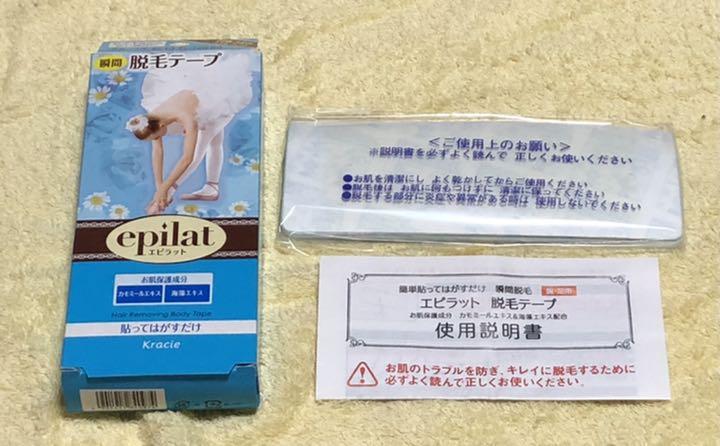 瞬間 脱毛テープ
epilat
エピラット
お肌保護成分
カモミールエキス 海藻エキス
Hair Removing Body Tape
貼ってはがすだけ
Kracie
<ご使用上のお願い>
※説明書を必ずよく読んで 正しくお使いください
●お肌を清潔にし よく乾かしてからご使用ください
●脱毛後は お肌に何もつけずに 清潔に保ってください
●脱毛する部分に炎症や異常がある時は 使用しないでください
簡単貼ってはがすだけ 瞬間脱毛
エピラット 脱毛テープ
お肌保護成分 カモミールエキス&海藻エキス配合
使用説明書
お肌のトラブルを防ぎ、キレイに脱毛するために
必ずよく読んで正しくお使いください。